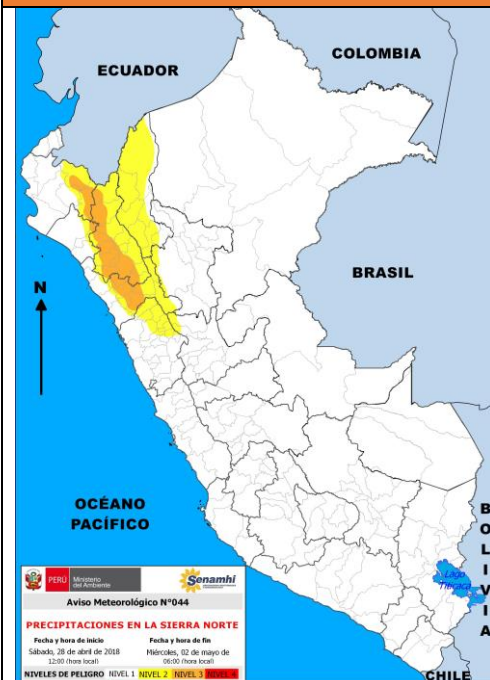 COLOMBIA
ECUADOR
BRASIL
N
OCÉANO
PACÍFICO
BOLIVIA
Lago
Titicaca
CHILE
PERÚ
Ministerio
del Ambiente
Senamhi
Aviso Meteorológico N°044
PRECIPITACIONES EN LA SIERRA NORTE
Fecha y hora de inicio
Sábado, 28 de abril de 2018
12:00 (hora local)
Fecha y hora de fin
Miércoles, 02 de mayo de
06:00 (hora local)
NIVELES DE PELIGRO NIVEL 1 NIVEL 2 NIVEL 3 NIVEL 4